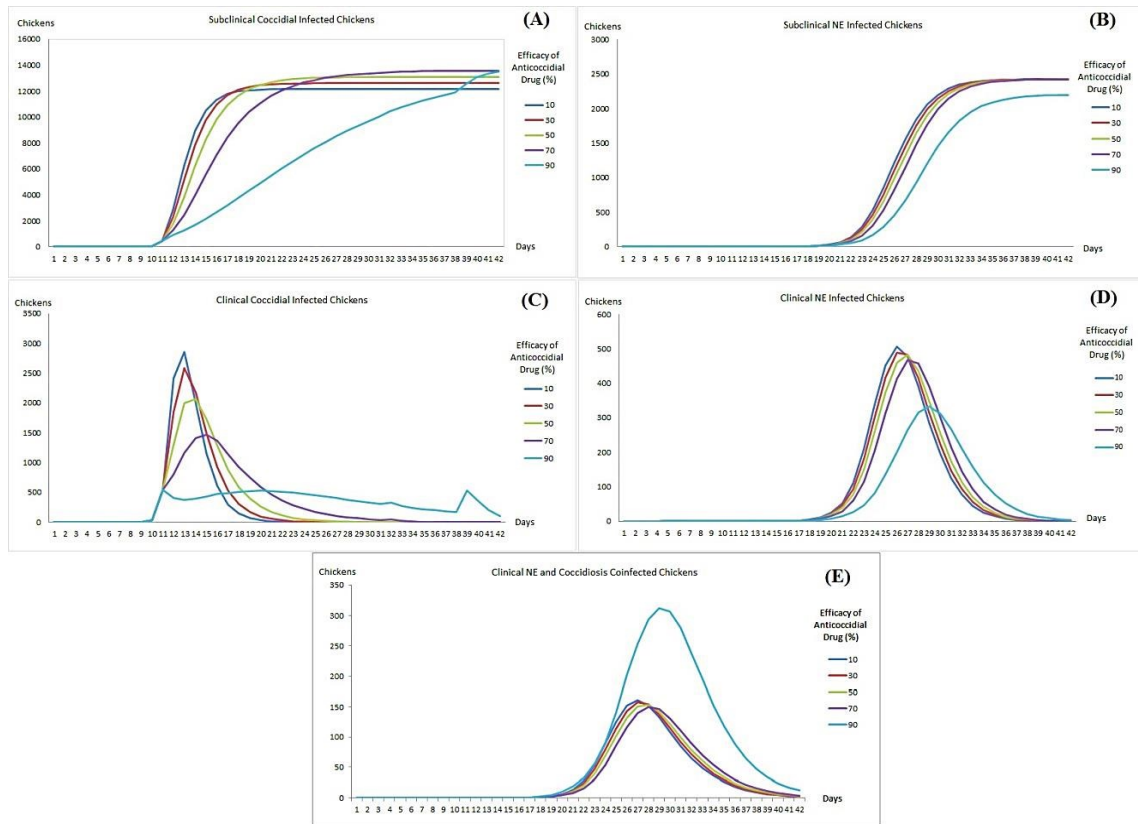 Subclinical Coccidial Infected Chickens
(A)
Chickens
16000
14000
12000
10000
8000
6000
4000
2000
0
Efficacy of
Anticoccidial
Drug (%)
10
30
50
70
90
Days
1 2 3 4 5 6 7 8 9 10 11 12 13 14 15 16 17 18 19 20 21 22 23 24 25 26 27 28 29 30 31 32 33 34 35 36 37 38 39 40 41 42
Subclinical NE Infected Chickens
(B)
Chickens
3000
2500
2000
1500
1000
500
0
Efficacy of
Anticoccidial
Drug (%)
10
30
50
70
90
Days
1 2 3 4 5 6 7 8 9 10 11 12 13 14 15 16 17 18 19 20 21 22 23 24 25 26 27 28 29 30 31 32 33 34 35 36 37 38 39 40 41 42
Clinical Coccidial Infected Chickens
(C)
Chickens
3500
3000
2500
2000
1500
1000
500
0
Efficacy of
Anticoccidial
Drug (%)
10
30
50
70
90
Days
1 2 3 4 5 6 7 8 9 10 11 12 13 14 15 16 17 18 19 20 21 22 23 24 25 26 27 28 29 30 31 32 33 34 35 36 37 38 39 40 41 42
Clinical NE Infected Chickens
(D)
Chickens
600
500
400
300
200
100
0
Efficacy of
Anticoccidial
Drug (%)
10
30
50
70
90
Days
1 2 3 4 5 6 7 8 9 10 11 12 13 14 15 16 17 18 19 20 21 22 23 24 25 26 27 28 29 30 31 32 33 34 35 36 37 38 39 40 41 42
Clinical NE and Coccidiosis Coinfected Chickens
(E)
Chickens
350
300
250
200
150
100
50
0
Efficacy of
Anticoccidial
Drug (%)
10
30
50
70
90
Days
1 2 3 4 5 6 7 8 9 10 11 12 13 14 15 16 17 18 19 20 21 22 23 24 25 26 27 28 29 30 31 32 33 34 35 36 37 38 39 40 41 42